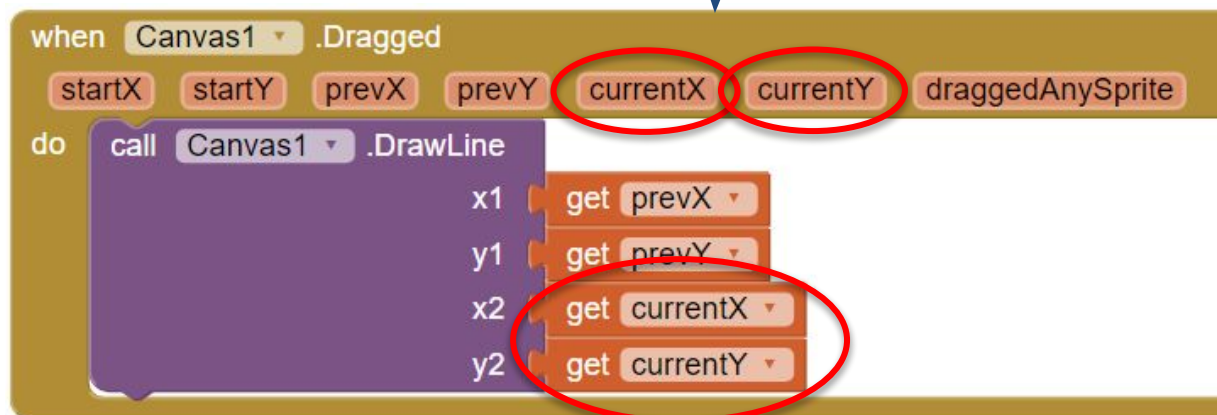 when Canvas1 .Dragged
startX startY prevX prevY currentX currentY draggedAnySprite
do call Canvas1 .DrawLine
x1 get prevX
y1 get prevY
x2 get currentX
y2 get currentY